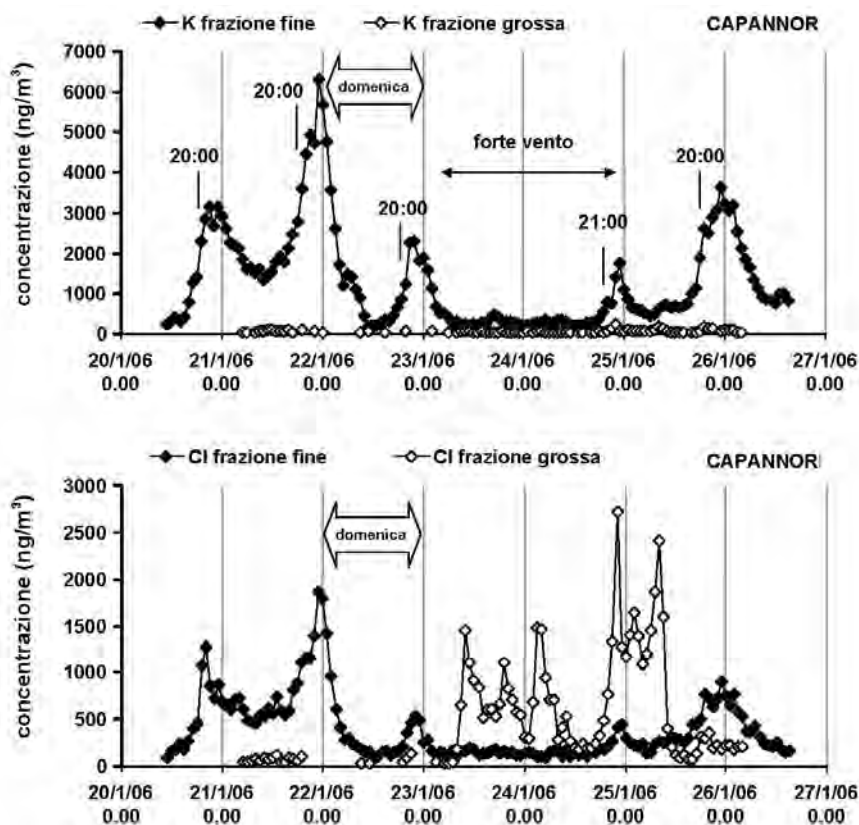 K frazione fine K frazione grossa CAPANNOR
concentrazione (ng/m³)
7000
6000
5000
4000
3000
2000
1000
0
20:00
20:00
domenica
20:00
forte vento
21:00
20:00
20/1/06 21/1/06 22/1/06 23/1/06 24/1/06 25/1/06 26/1/06 27/1/06
0.00 0.00 0.00 0.00 0.00 0.00 0.00 0.00
Cl frazione fine Cl frazione grossa CAPANNORI
concentrazione (ng/m³)
3000
2500
2000
1500
1000
500
0
domenica
20/1/06 21/1/06 22/1/06 23/1/06 24/1/06 25/1/06 26/1/06 27/1/06
0.00 0.00 0.00 0.00 0.00 0.00 0.00 0.00